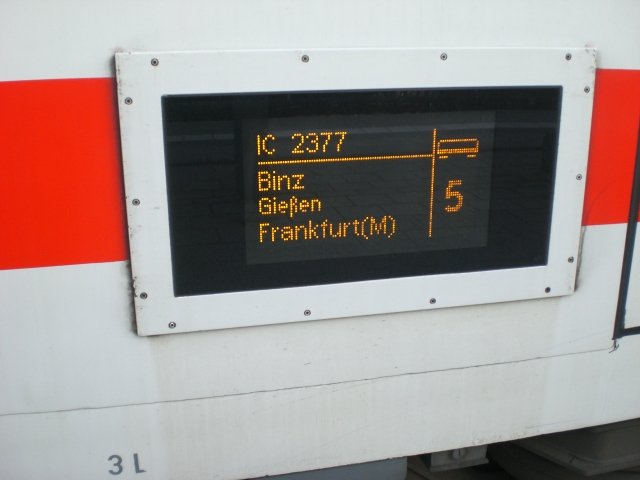 IC 2377
Binz
Gießen
Frankfurt(M)
5
3 L